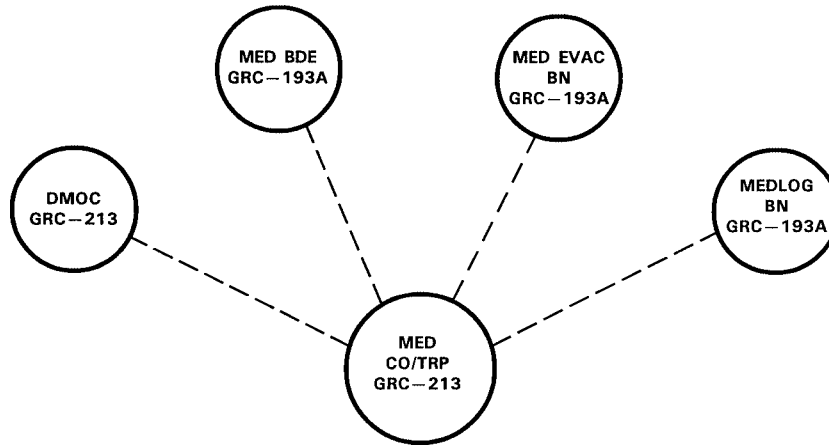 MED BDE
GRC—193A
MED EVAC
BN
GRC—193A
DMOC
GRC—213
MEDLOG
BN
GRC—193A
MED
CO/TRP
GRC—213